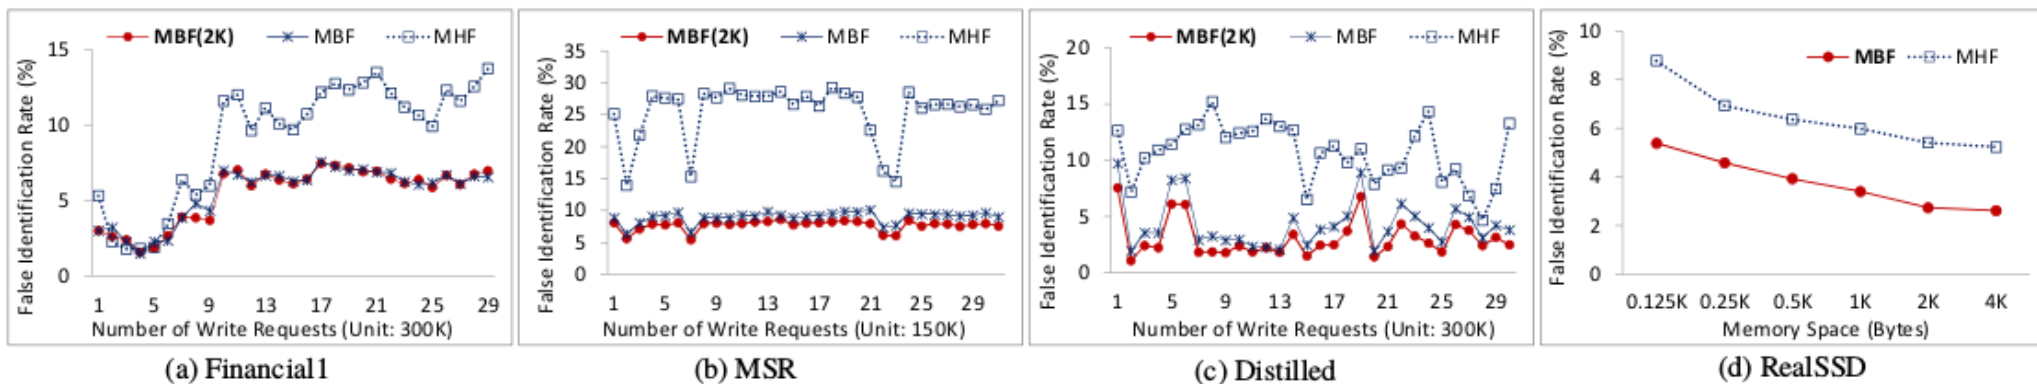 MBF(2K) MBF MHF
False Identification Rate (%)
15
10
5
0
1 5 9 13 17 21 25 29
Number of Write Requests (Unit: 300K)
(a) Financial1
MBF(2K) MBF MHF
False Identification Rate (%)
35
30
25
20
15
10
5
0
1 5 9 13 17 21 25 29
Number of Write Requests (Unit: 150K)
(b) MSR
MBF(2K) MBF MHF
False Identification Rate (%)
20
15
10
5
0
1 5 9 13 17 21 25 29
Number of Write Requests (Unit: 300K)
(c) Distilled
MBF MHF
False Identification Rate (%)
10
8
6
4
2
0
0.125K 0.25K 0.5K 1K 2K 4K
Memory Space (Bytes)
(d) RealSSD